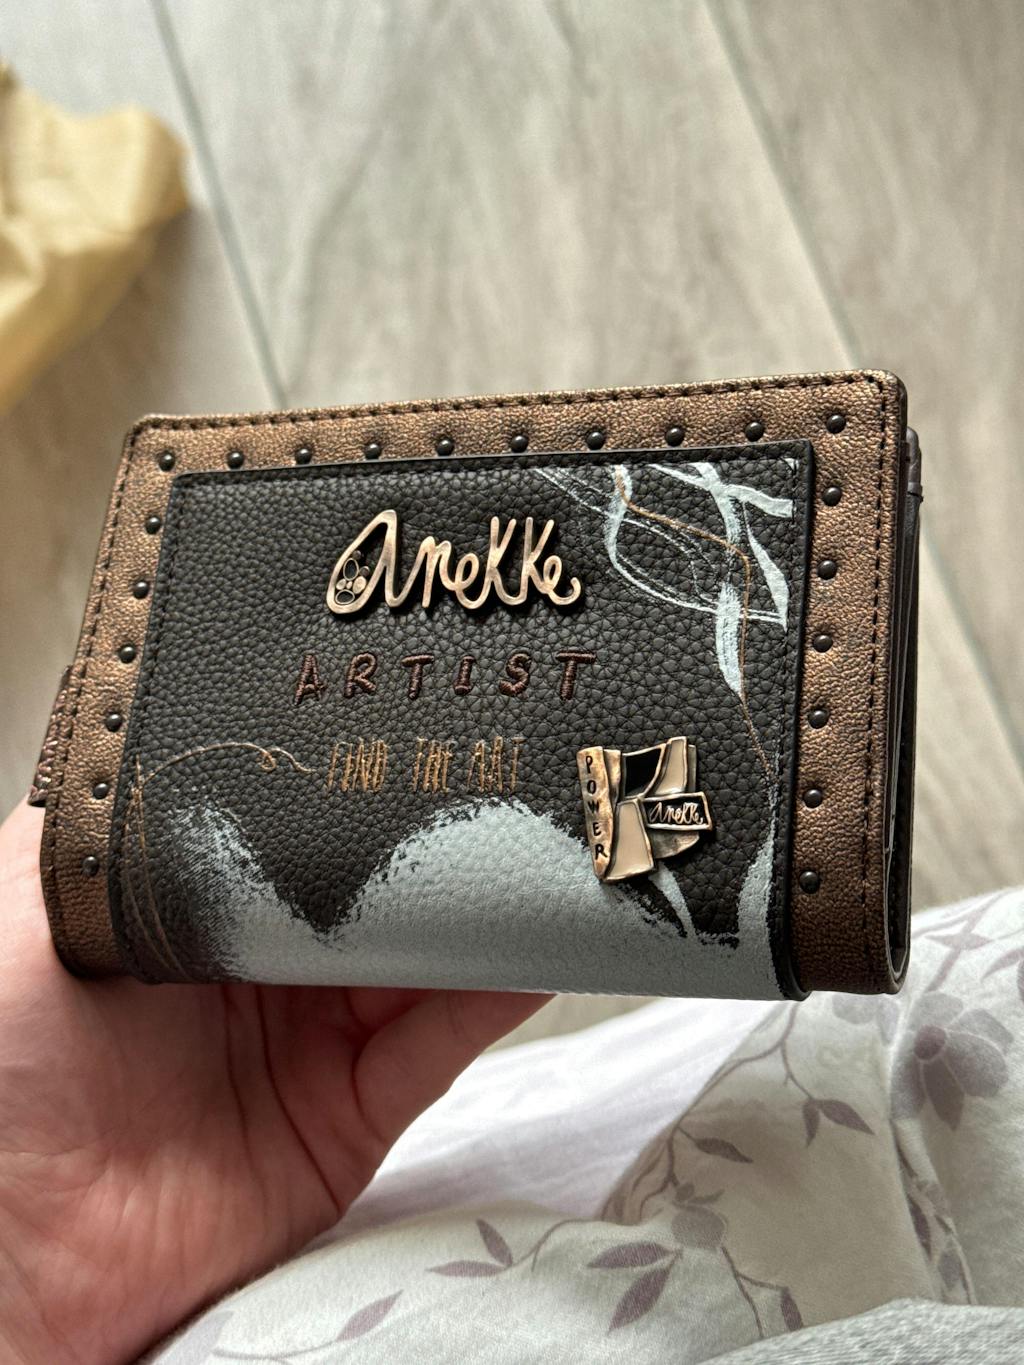 Anekke
ARTIST
FIND THE ART
POWER
Anekke